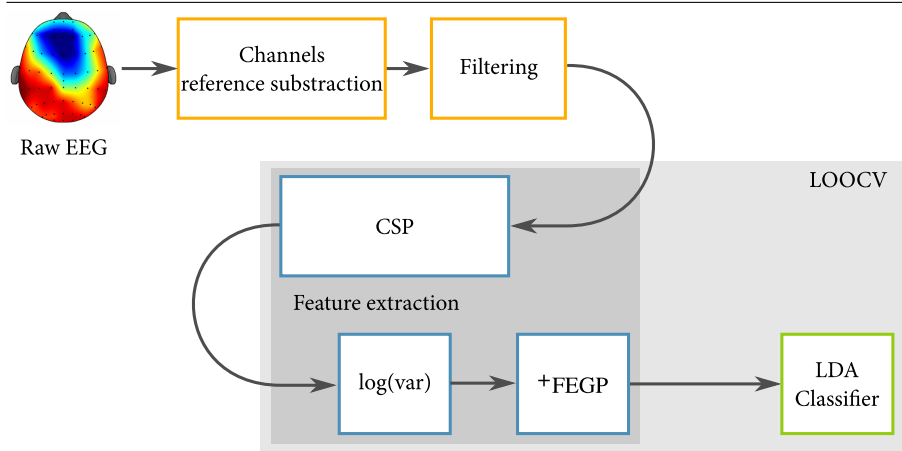 Channels
reference substraction
Filtering
Raw EEG
LOOCV
CSP
Feature extraction
log(var)
+FEGP
LDA
Classifier